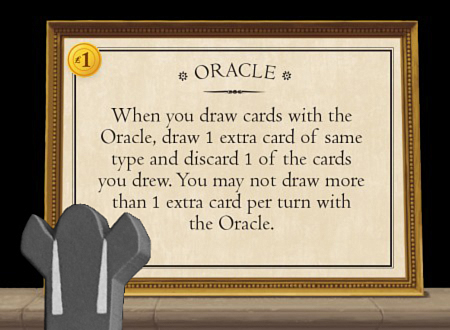 £1
ORACLE
When you draw cards with the
Oracle, draw 1 extra card of same
type and discard 1 of the cards
you drew. You may not draw more
than 1 extra card per turn with
the Oracle.